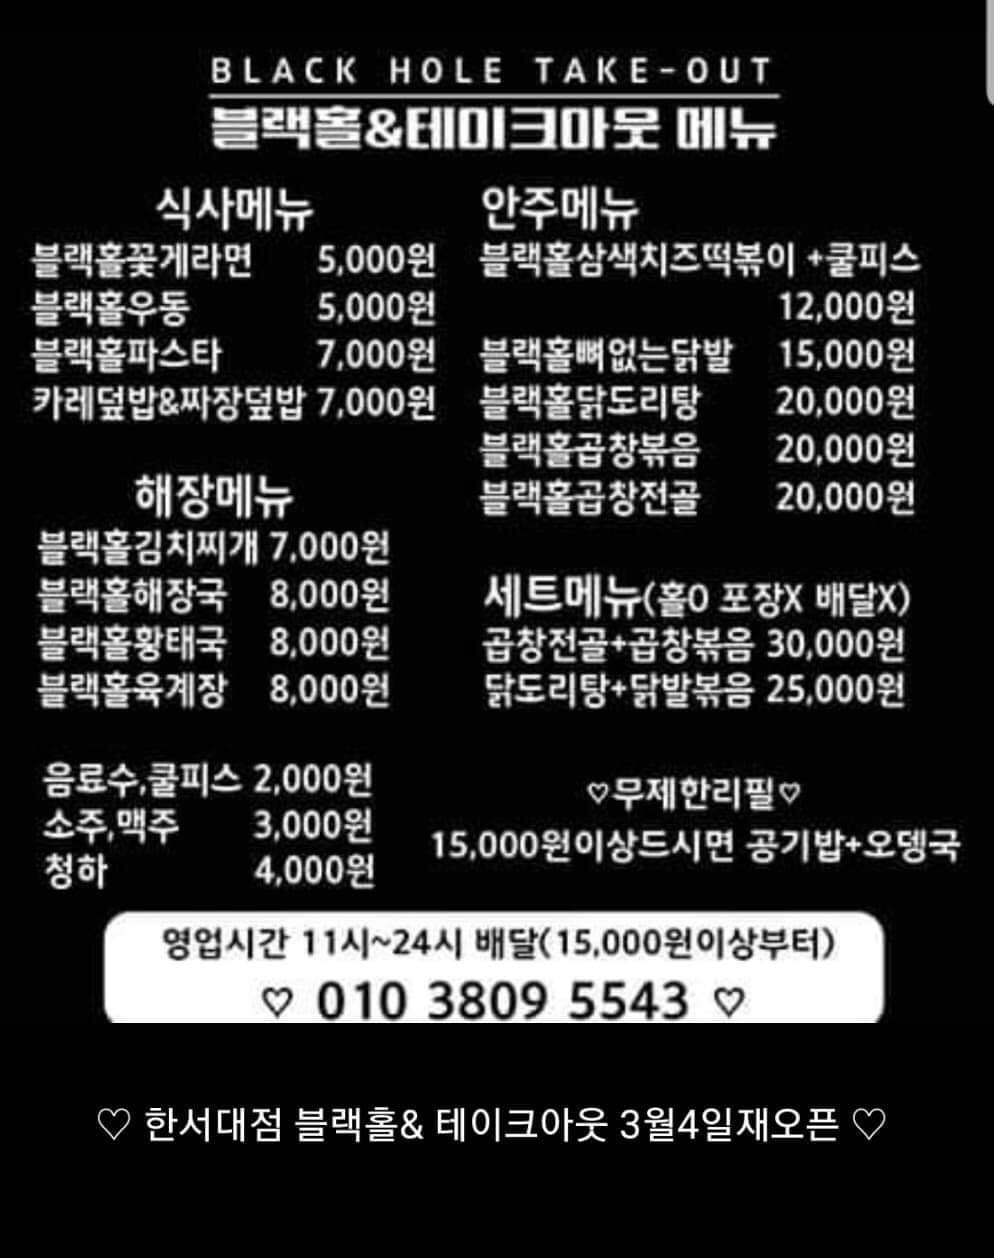 BLACK HOLE TAKE-OUT
블랙홀&테이크아웃 메뉴
식사메뉴
블랙홀꽃게라면 5,000원
블랙홀우동 5,000원
블랙홀파스타 7,000원
카레덮밥&짜장덮밥 7,000원
해장메뉴
블랙홀김치찌개 7,000원
블랙홀해장국 8,000원
블랙홀황태국 8,000원
블랙홀육계장 8,000원
음료수,쿨피스 2,000원
소주,맥주 3,000원
청하 4,000원
안주메뉴
블랙홀삼색치즈떡볶이 +쿨피스
12,000원
블랙홀뼈없는닭발 15,000원
블랙홀닭도리탕 20,000원
블랙홀곱창볶음 20,000원
블랙홀곱창전골 20,000원
세트메뉴(홀O 포장X 배달X)
곱창전골+곱창볶음 30,000원
닭도리탕+닭발볶음 25,000원
♡무제한리필♡
15,000원이상드시면 공기밥+오뎅국
영업시간 11시~24시 배달(15,000원이상부터)
♡ 010 3809 5543 ♡
♡ 한서대점 블랙홀& 테이크아웃 3월4일재오픈 ♡